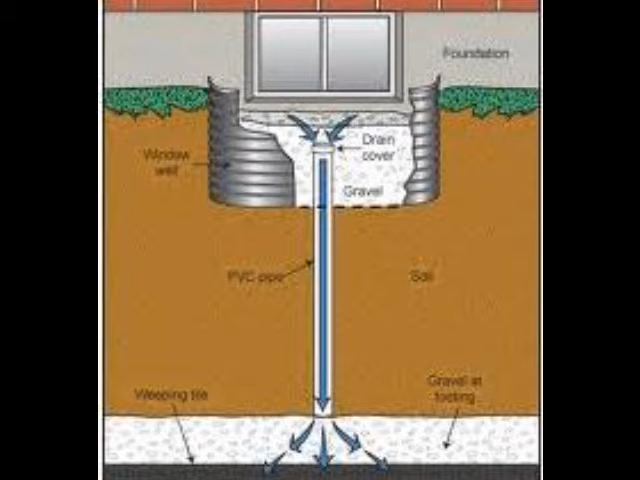 Foundation
Drain
cover
Window
well
Gravel
PVC pipe
Soil
Gravel at
footing
Weeping tile